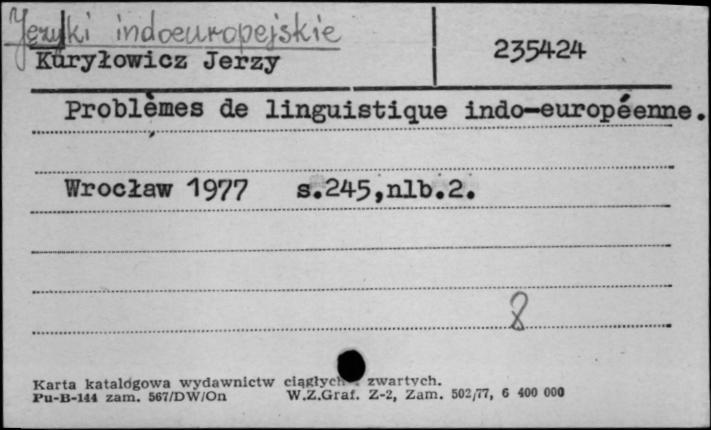 Języki indoeuropejskie
Kuryłowicz Jerzy 235424
Problèmes de linguistique indo-européenne.
Wrocław 1977 s.245,nlb.2.
8
Karta katalogowa wydawnictw ciągłych i zwartych.
Pu-B-144 zam. 567/DW/On W.Z.Graf. Z-2, Zam. 502/77, 6 400 000